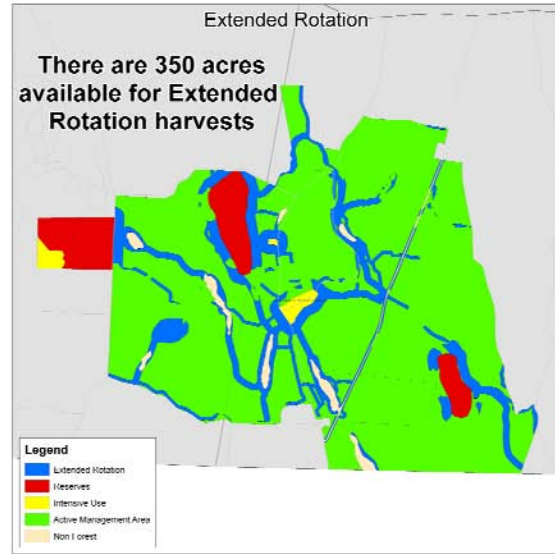 Extended Rotation
There are 350 acres
available for Extended
Rotation harvests
Legend
Extended Rotation
Reserves
Intensive Use
Active Management Area
Non Forest